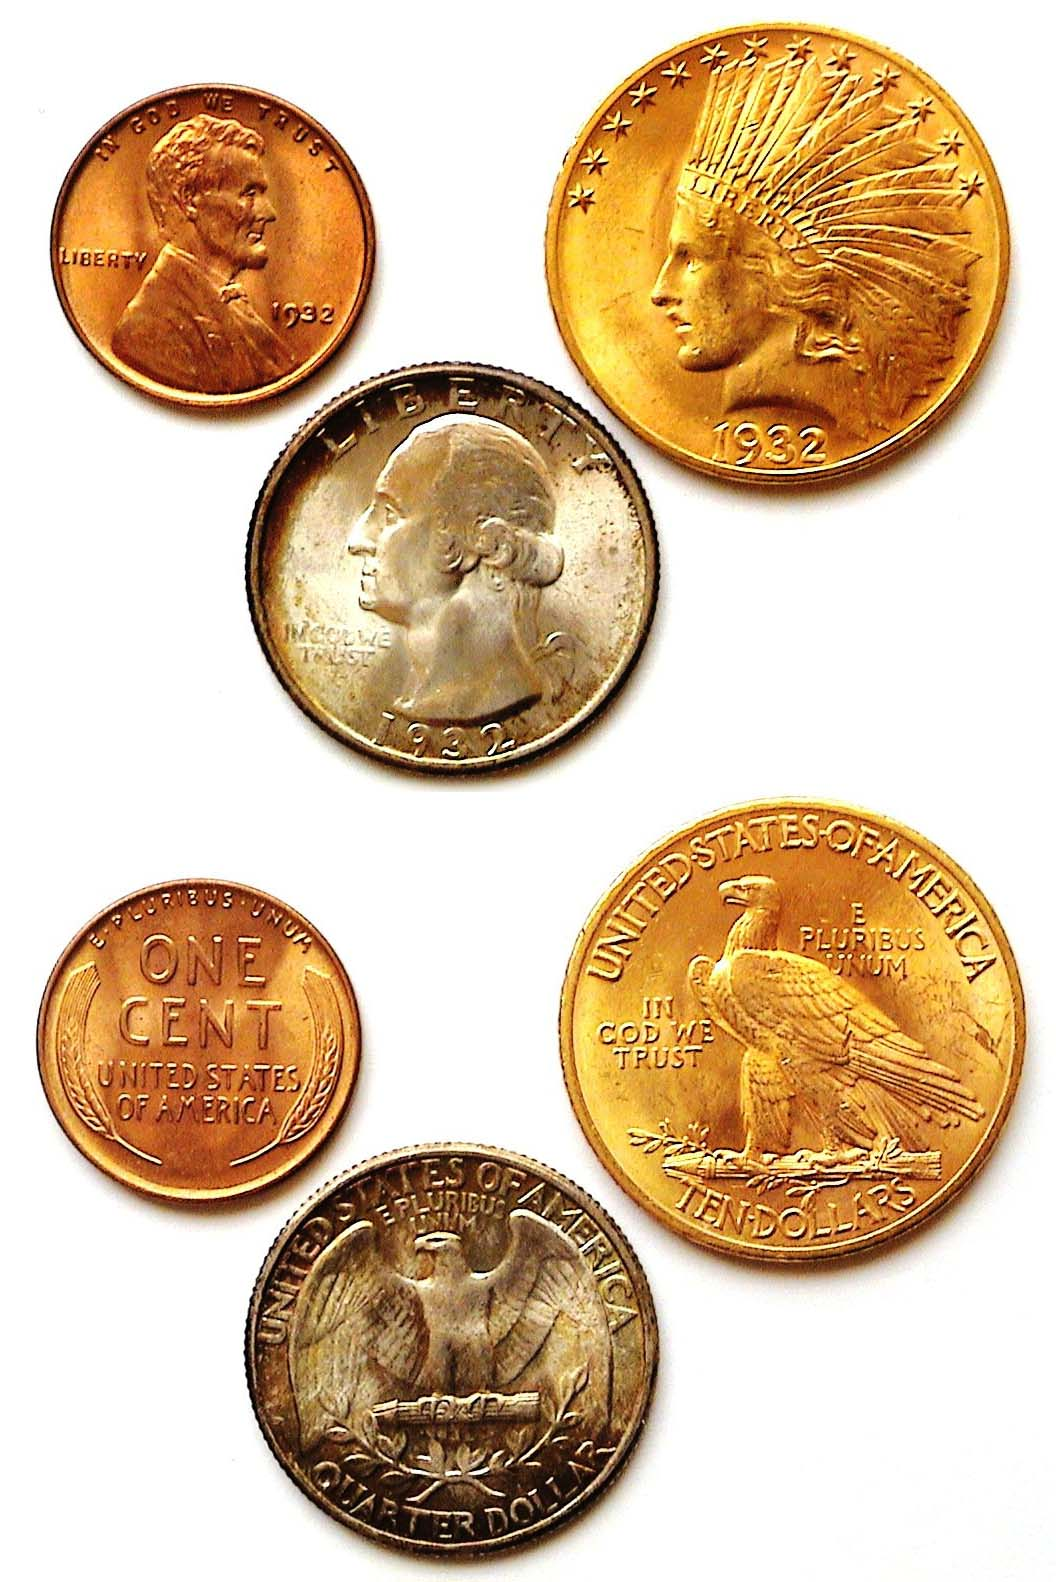 IN GOD WE TRUST
LIBERTY
1932
LIBERTY
1932
LIBERTY
IN GOD WE
TRUST
1932
E·PLURIBUS·UNUM
ONE
CENT
UNITED STATES
OF AMERICA
UNITED·STATES·OF·AMERICA
E
PLURIBUS
UNUM
IN
GOD WE
TRUST
TEN·DOLLARS
UNITED STATES OF AMERICA
E PLURIBUS
UNUM
QUARTER DOLLAR